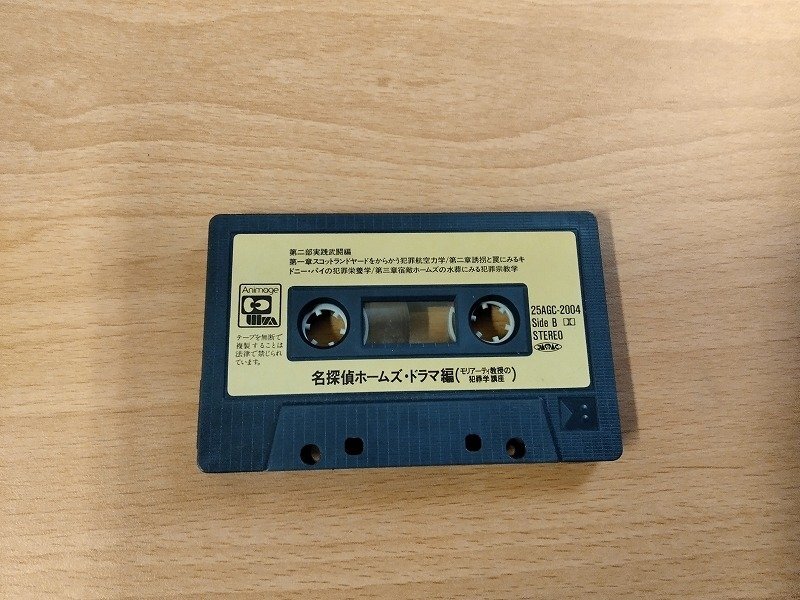 第二部実践武闘編
第一章スコットランドヤードをからかう犯罪航空力学/第二章誘拐と罠にみるキ
ドニー・パイの犯罪栄養学/第三章宿敵ホームズの水葬にみる犯罪宗教学
Animage
テープを無断で
複製することは
法律で禁じられ
ています。
25AGC-2004
Side B
STEREO
名探偵ホームズ・ドラマ編(モリアーティ教授の
犯罪学講座)